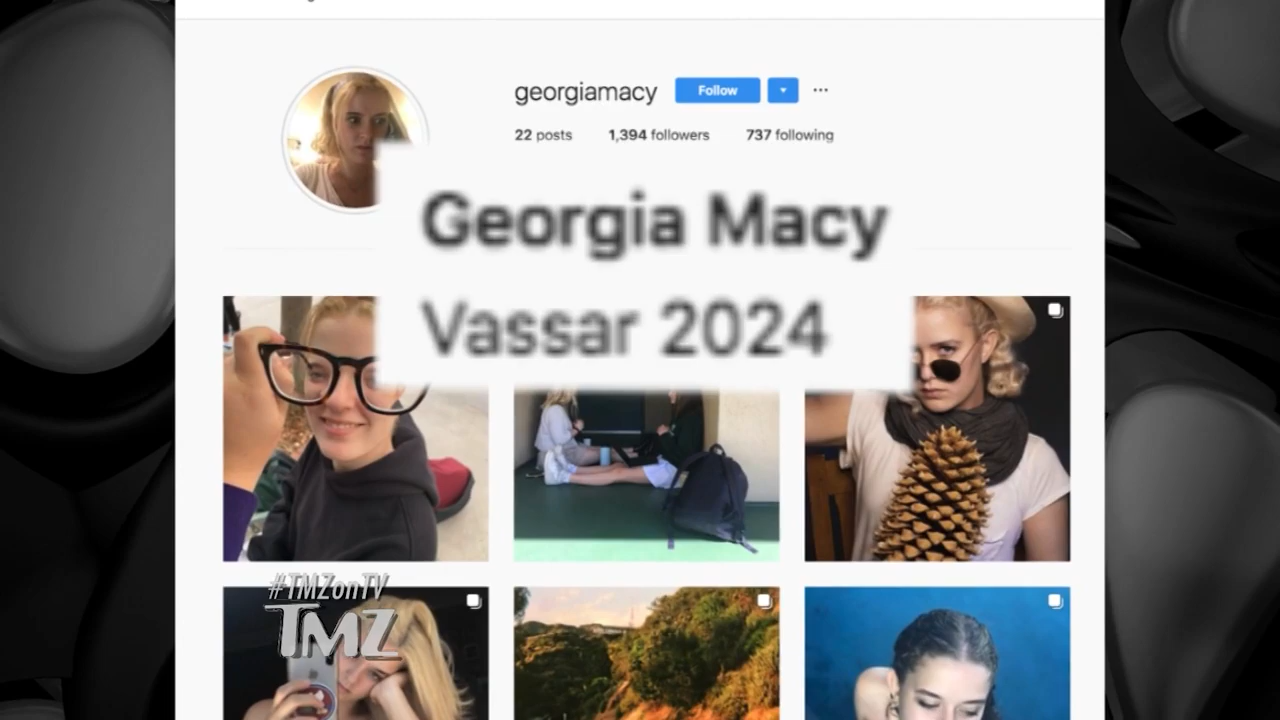 georgiamacy Follow
22 posts 1,394 followers 737 following
Georgia Macy
Vassar 2024
#TMZonTV
TMZ